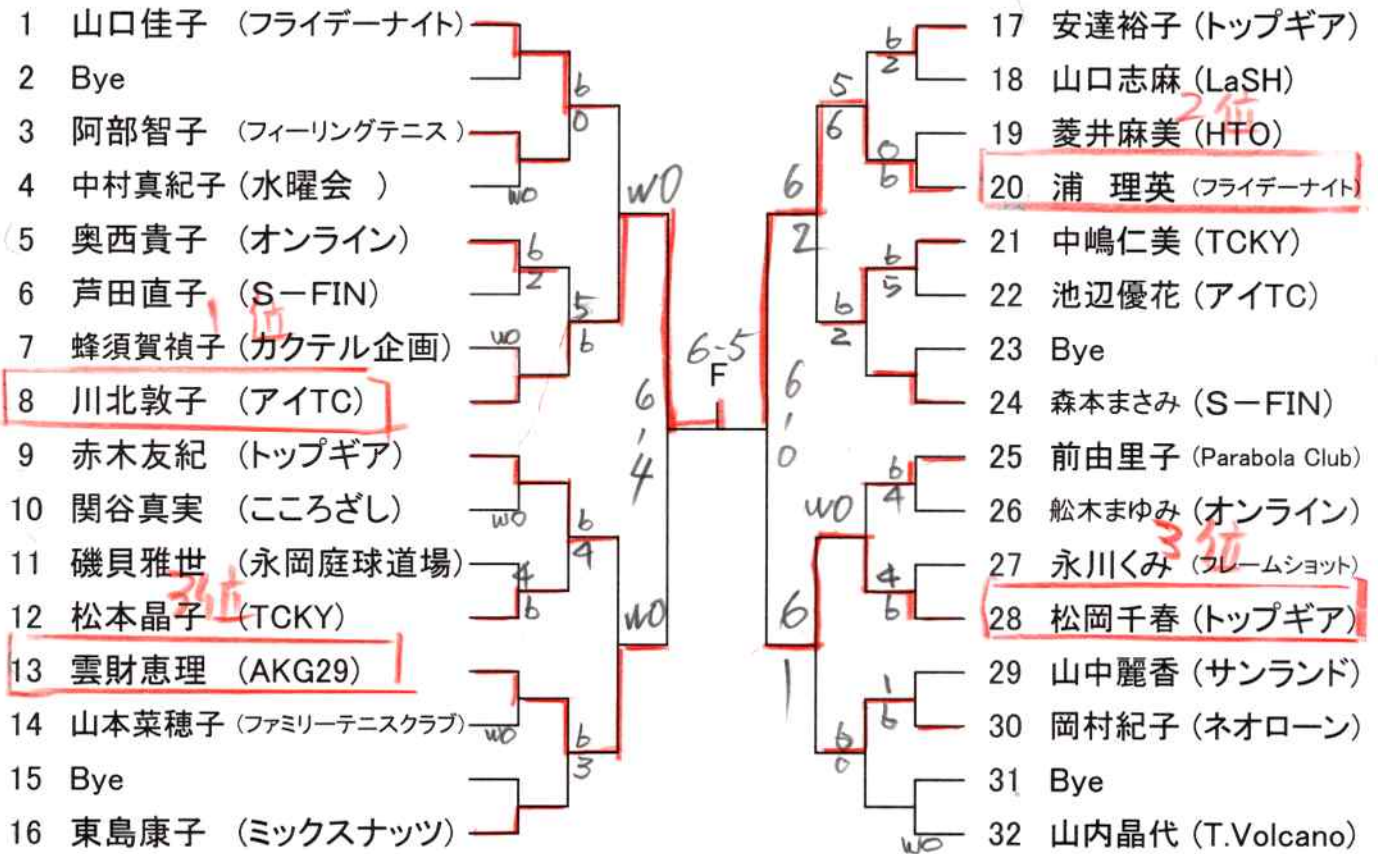 1 山口佳子 (フライデーナイト)
2 Bye
6
0
3 阿部智子 (フィーリングテニス)
4 中村真紀子 (水曜会 )
wo
wo
5 奥西貴子 (オンライン)
6
2
6 芦田直子 (S-FIN)
1位
5
6
7 蜂須賀禎子 (カクテル企画)
wo
8 川北敦子 (アイTC)
6,4
9 赤木友紀 (トップギア)
10 関谷真実 (こころざし)
wo
6
4
11 磯貝雅世 (永岡庭球道場)
4
6
3位
12 松本晶子 (TCKY)
wo
13 雲財恵理 (AKG29)
14 山本菜穂子 (ファミリーテニスクラブ)
wo
6
3
15 Bye
16 東島康子 (ミックスナッツ)
6-5
F
17 安達裕子 (トップギア)
6
2
18 山口志麻 (LaSH)
2位
5
6
19 菱井麻美 (HTO)
0
6
20 浦 理英 (フライデーナイト)
6
2
21 中嶋仁美 (TCKY)
6
5
22 池辺優花 (アイTC)
6
2
23 Bye
24 森本まさみ (S-FIN)
6,0
25 前由里子 (Parabola Club)
6
4
26 舩木まゆみ (オンライン)
wo
3位
27 永川くみ (フレームショット)
4
6
28 松岡千春 (トップギア)
6
1
29 山中麗香 (サンランド)
1
6
30 岡村紀子 (ネオローン)
6
0
31 Bye
32 山内晶代 (T.Volcano)
wo